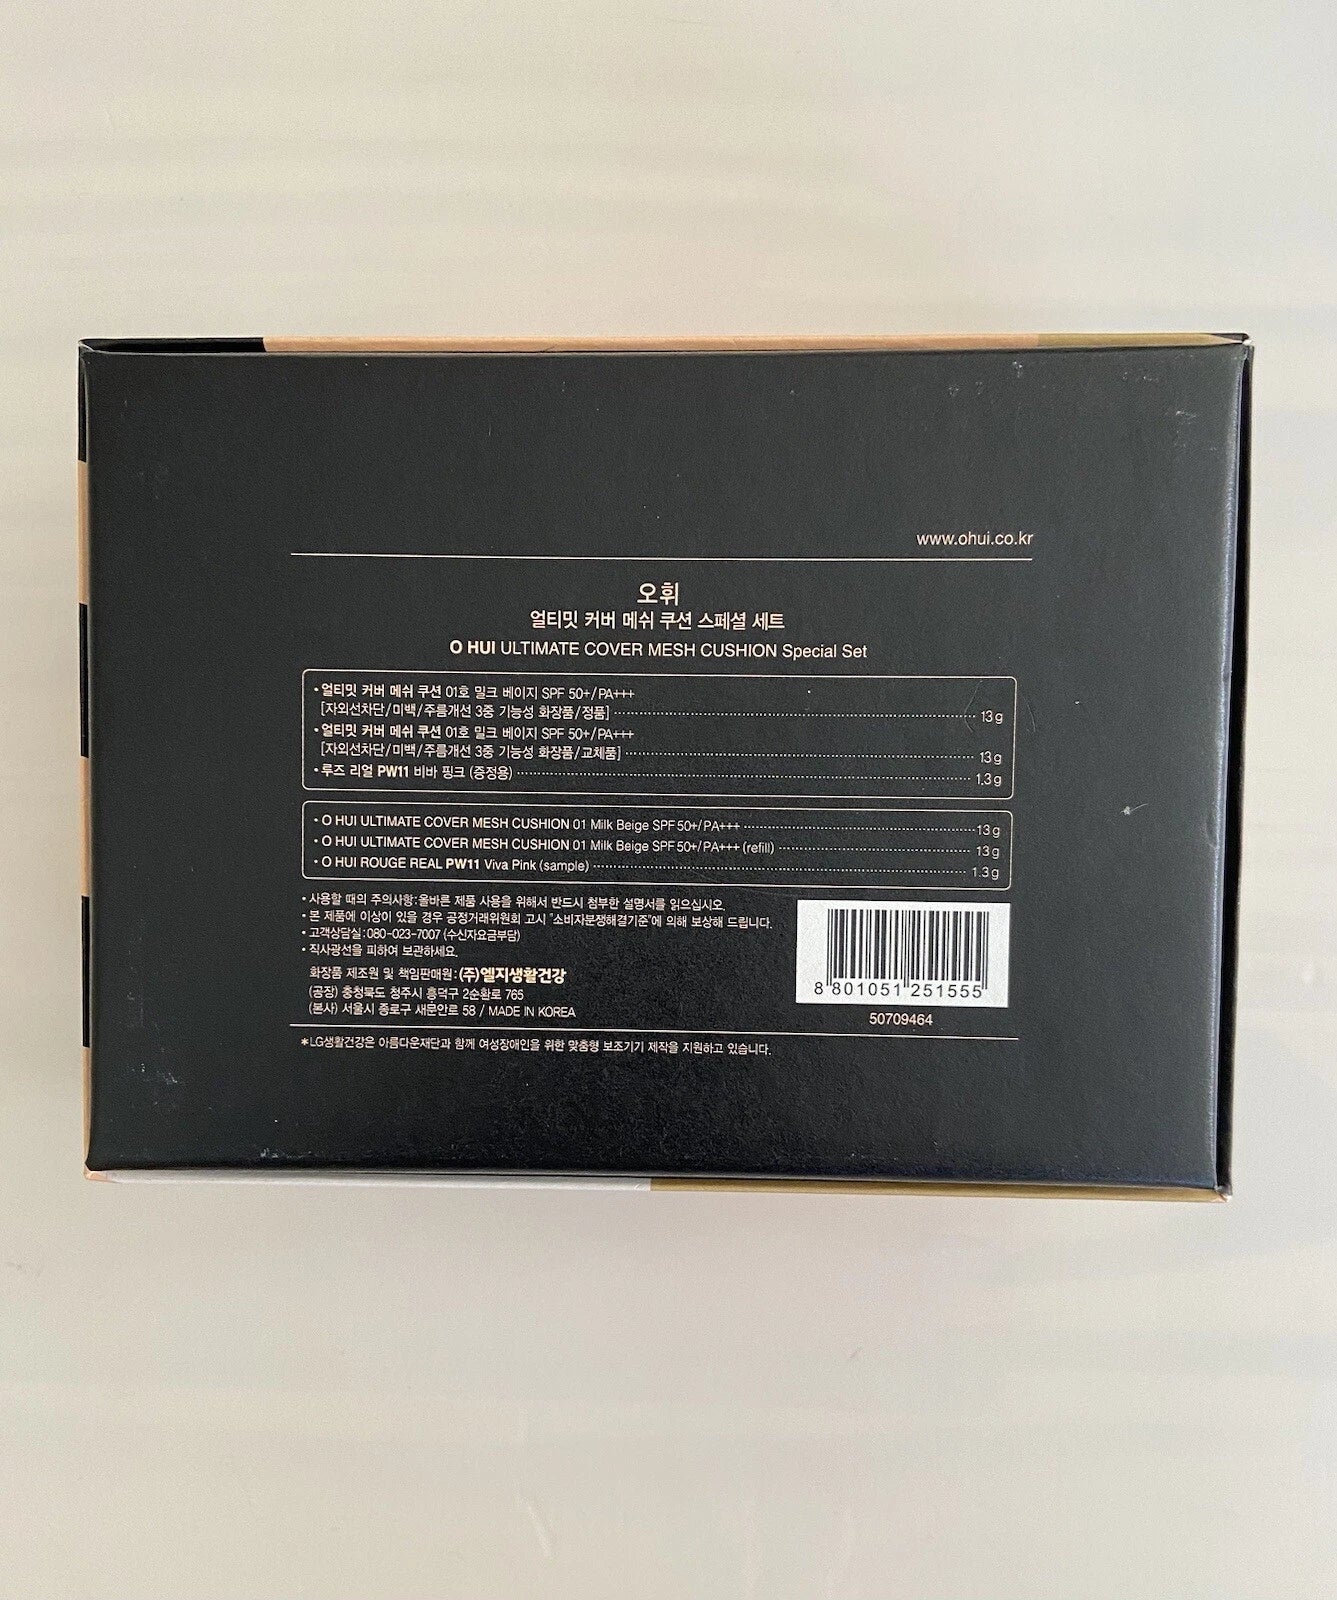 www.ohui.co.kr
오휘
얼티밋 커버 메쉬 쿠션 스페셜 세트
O HUI ULTIMATE COVER MESH CUSHION Special Set
• 얼티밋 커버 메쉬 쿠션 01호 밀크 베이지 SPF 50+/PA+++
[자외선차단/미백/주름개선 3중 기능성 화장품/정품] 13g
• 얼티밋 커버 메쉬 쿠션 01호 밀크 베이지 SPF 50+/PA+++
[자외선차단/미백/주름개선 3중 기능성 화장품/교체품] 13g
• 루즈 리얼 PW11 비바 핑크 (증정용) 1.3g
• O HUI ULTIMATE COVER MESH CUSHION 01 Milk Beige SPF50+/PA+++ 13g
• O HUI ULTIMATE COVER MESH CUSHION 01 Milk Beige SPF50+/PA+++ (refill) 13g
• O HUI ROUGE REAL PW11 Viva Pink (sample) 1.3g
• 사용할 때의 주의사항:올바른 제품 사용을 위해서 반드시 첨부한 설명서를 읽으십시오.
• 본 제품에 이상이 있을 경우 공정거래위원회 고시 "소비자분쟁해결기준"에 의해 보상해 드립니다.
• 고객상담실:080-023-7007 (수신자요금부담)
• 직사광선을 피하여 보관하세요.
화장품 제조원 및 책임판매원:(주)엘지생활건강
(공장) 충청북도 청주시 흥덕구 2순환로 765
(본사) 서울시 종로구 새문안로 58 / MADE IN KOREA
8 801051 251555
50709464
*LG생활건강은 아름다운재단과 함께 여성장애인을 위한 맞춤형 보조기기 제작을 지원하고 있습니다.